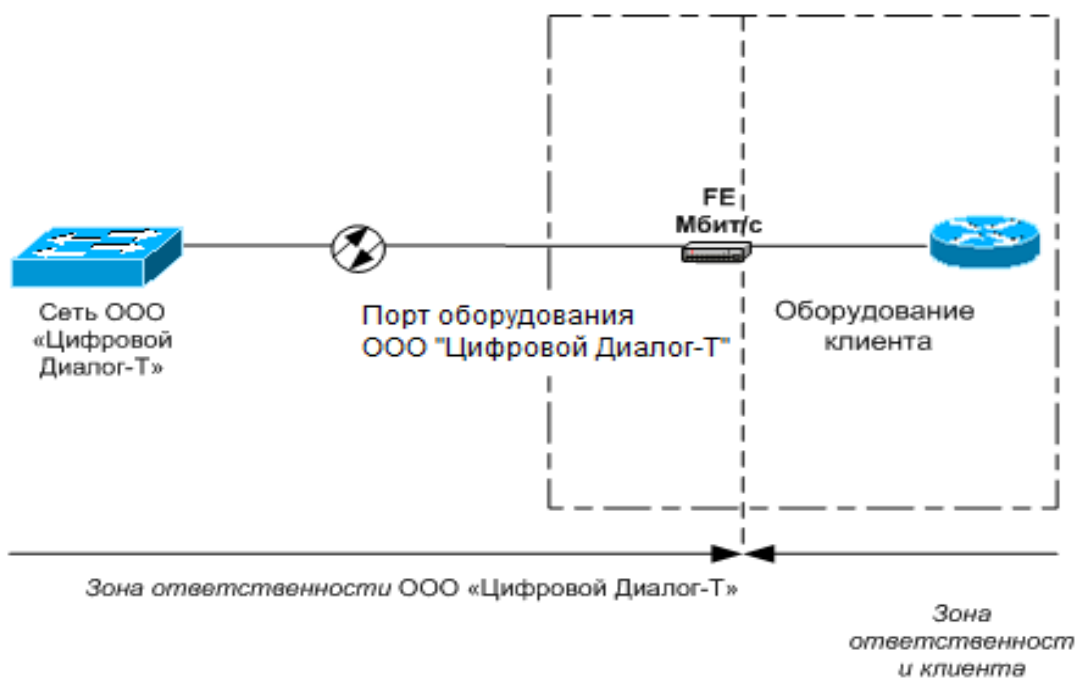 FE
Мбит/с
Сеть ООО
«Цифровой
Диалог-Т»
Порт оборудования
ООО "Цифровой Диалог-Т"
Оборудование
клиента
Зона ответственности ООО «Цифровой Диалог-Т»
Зона
ответственност
и клиента